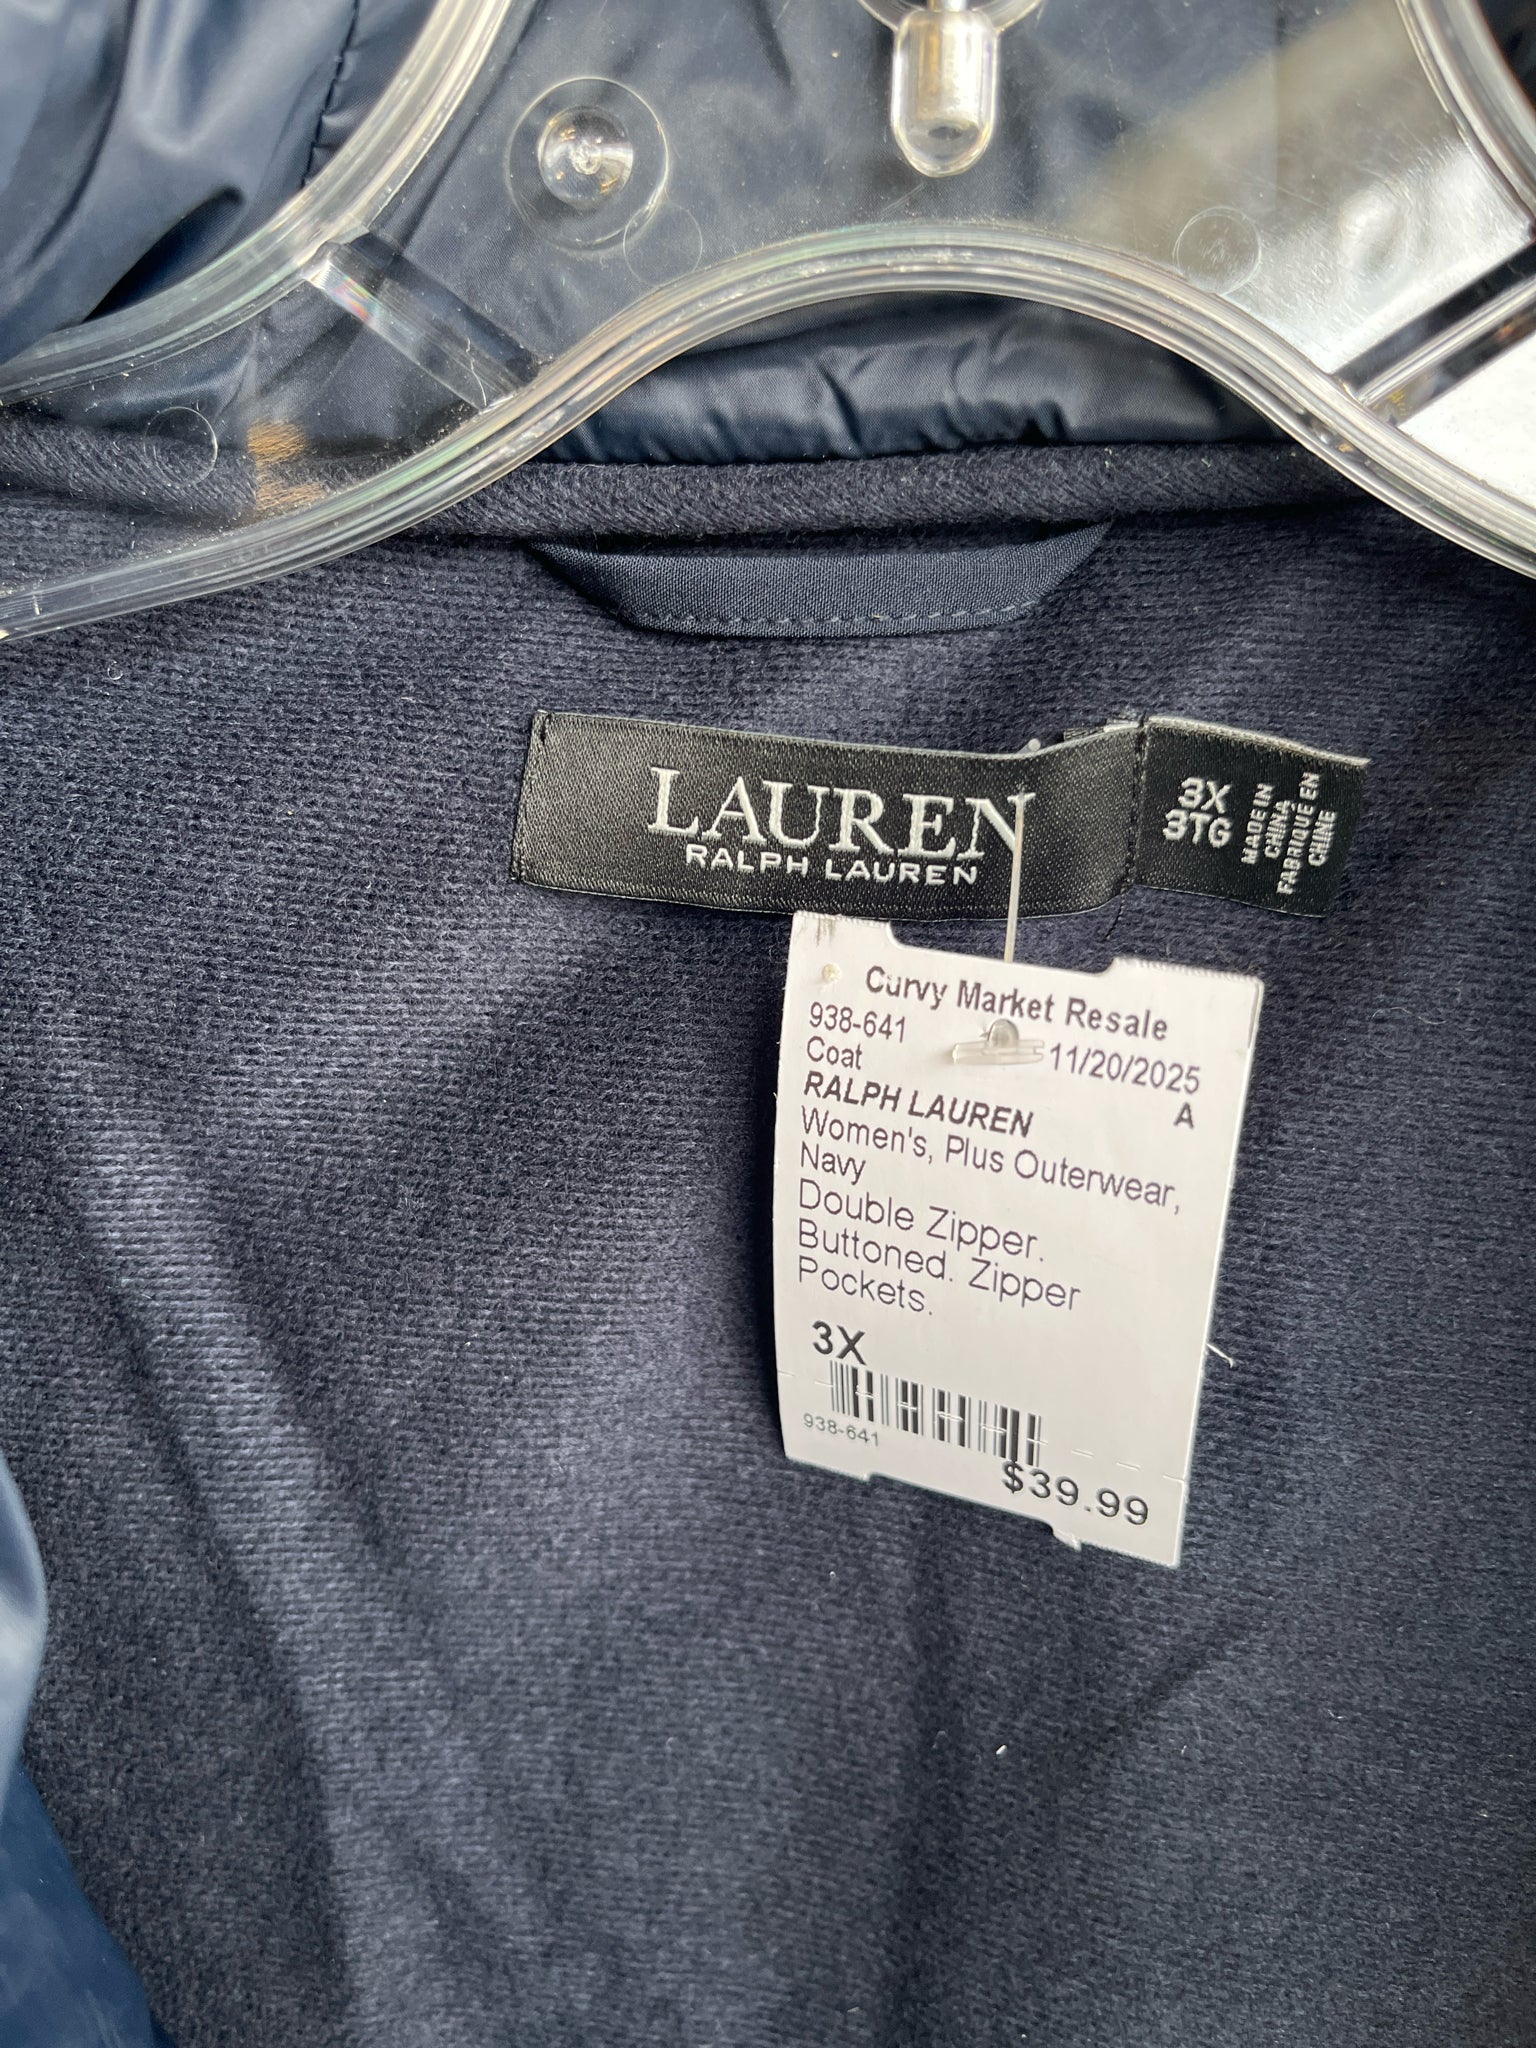 LAUREN
RALPH LAUREN
3X
3TG
MADE IN
CHINA
FABRIQUÉ EN
CHINE
Curvy Market Resale
938-641
Coat 11/20/2025
RALPH LAUREN A
Women's, Plus Outerwear,
Navy
Double Zipper.
Buttoned. Zipper
Pockets.
3X
938-641
$39.99